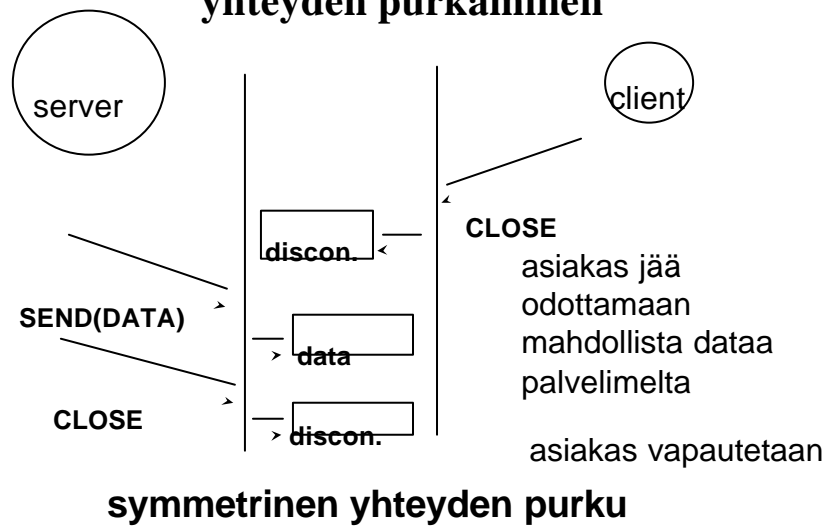 yhteyden purkaminen
server
client
CLOSE
discon.
asiakas jää
odottamaan
mahdollista dataa
palvelimelta
SEND(DATA)
data
CLOSE
discon.
asiakas vapautetaan
symmetrinen yhteyden purku